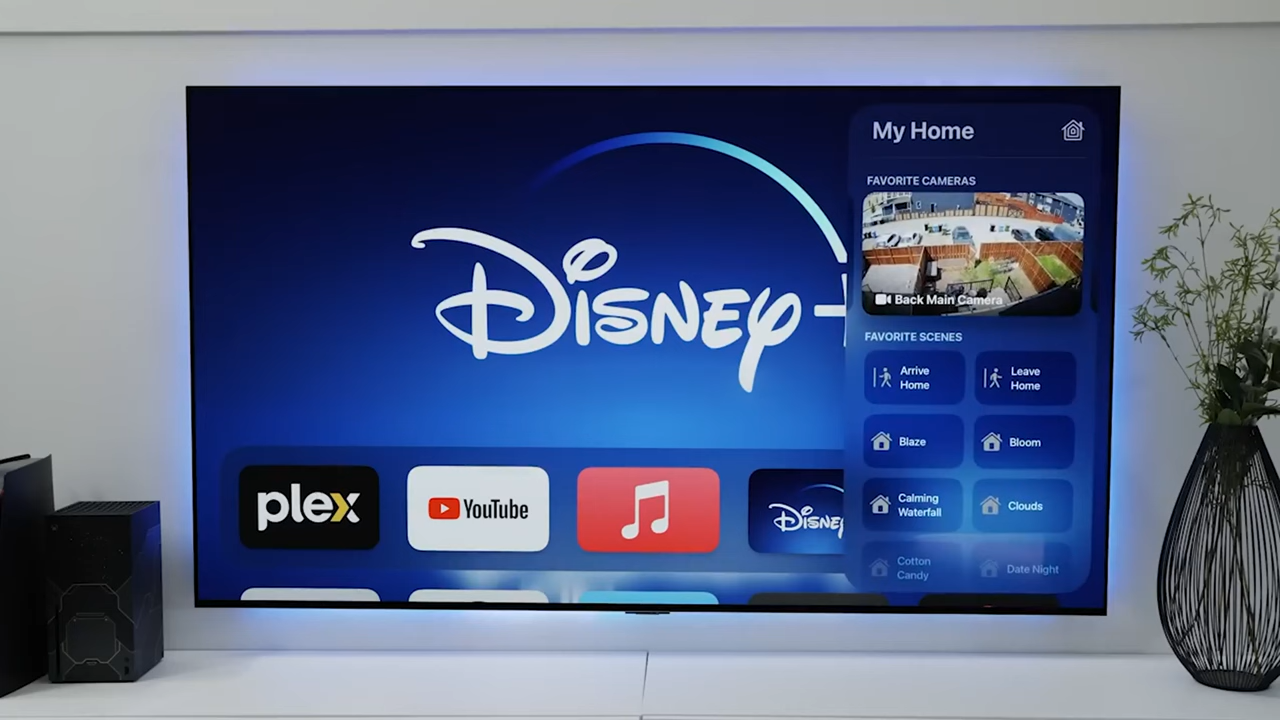 My Home
FAVORITE CAMERAS
Back Main Camera
FAVORITE SCENES
Arrive
Home
Leave
Home
Blaze
Bloom
Calming
Waterfall
Clouds
Cotton
Candy
Date Night
DISNEY+
plex
YouTube
DISNEY